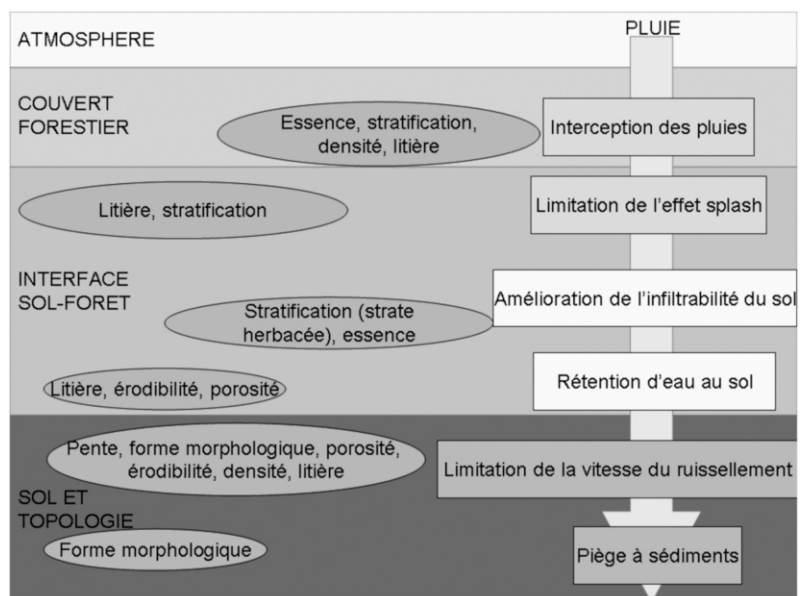 ATMOSPHERE
PLUIE
COUVERT
FORESTIER
Essence, stratification,
densité, litière
Interception des pluies
Litière, stratification
Limitation de l'effet splash
INTERFACE
SOL-FORET
Stratification (strate
herbacée), essence
Amélioration de l'infiltrabilité du sol
Litière, érodibilité, porosité
Rétention d'eau au sol
Pente, forme morphologique, porosité,
érodibilité, densité, litière
Limitation de la vitesse du ruissellement
SOL ET
TOPOLOGIE
Forme morphologique
Piège à sédiments